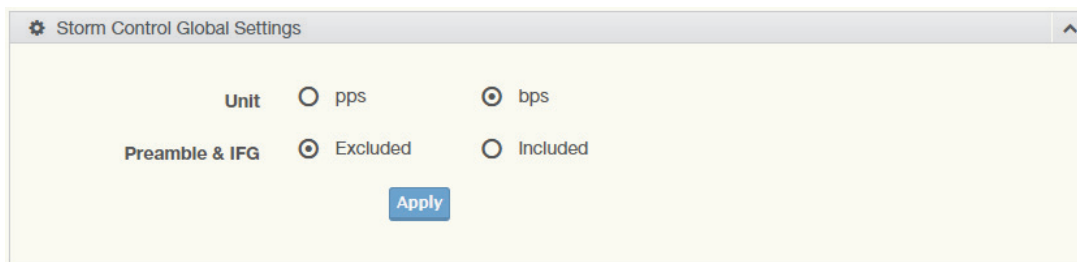 Storm Control Global Settings
Unit pps bps
Preamble & IFG Excluded Included
Apply